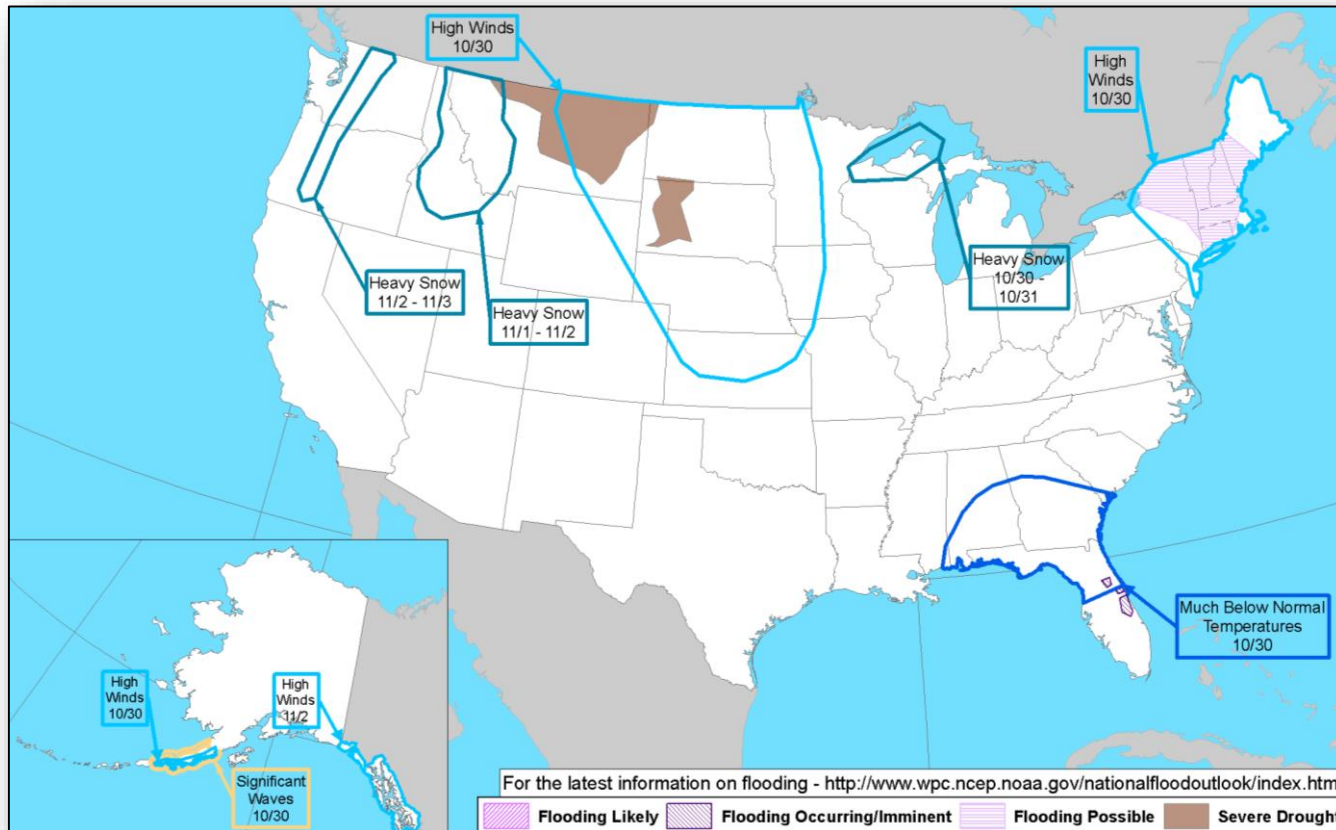 High Winds
10/30
High
Winds
10/30
Heavy Snow
11/2 - 11/3
Heavy Snow
11/1 - 11/2
Heavy Snow
10/30 -
10/31
Much Below Normal
Temperatures
10/30
High
Winds
10/30
High
Winds
11/2
Significant
Waves
10/30
For the latest information on flooding - http://www.wpc.ncep.noaa.gov/nationalfloodoutlook/index.htm
Flooding Likely
Flooding Occurring/Imminent
Flooding Possible
Severe Drought